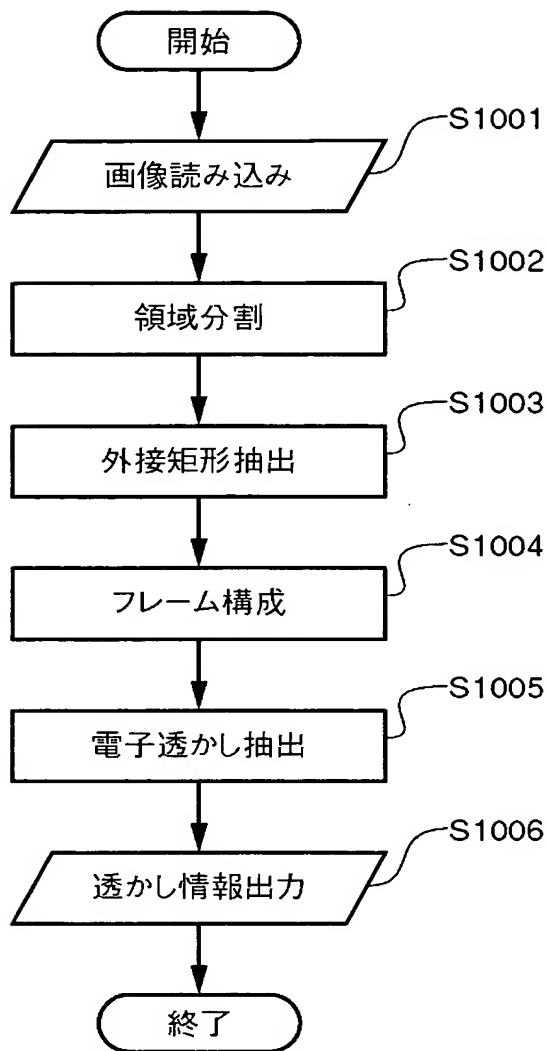 開始
S1001
画像読み込み
S1002
領域分割
S1003
外接矩形抽出
S1004
フレーム構成
S1005
電子透かし抽出
S1006
透かし情報出力
終了